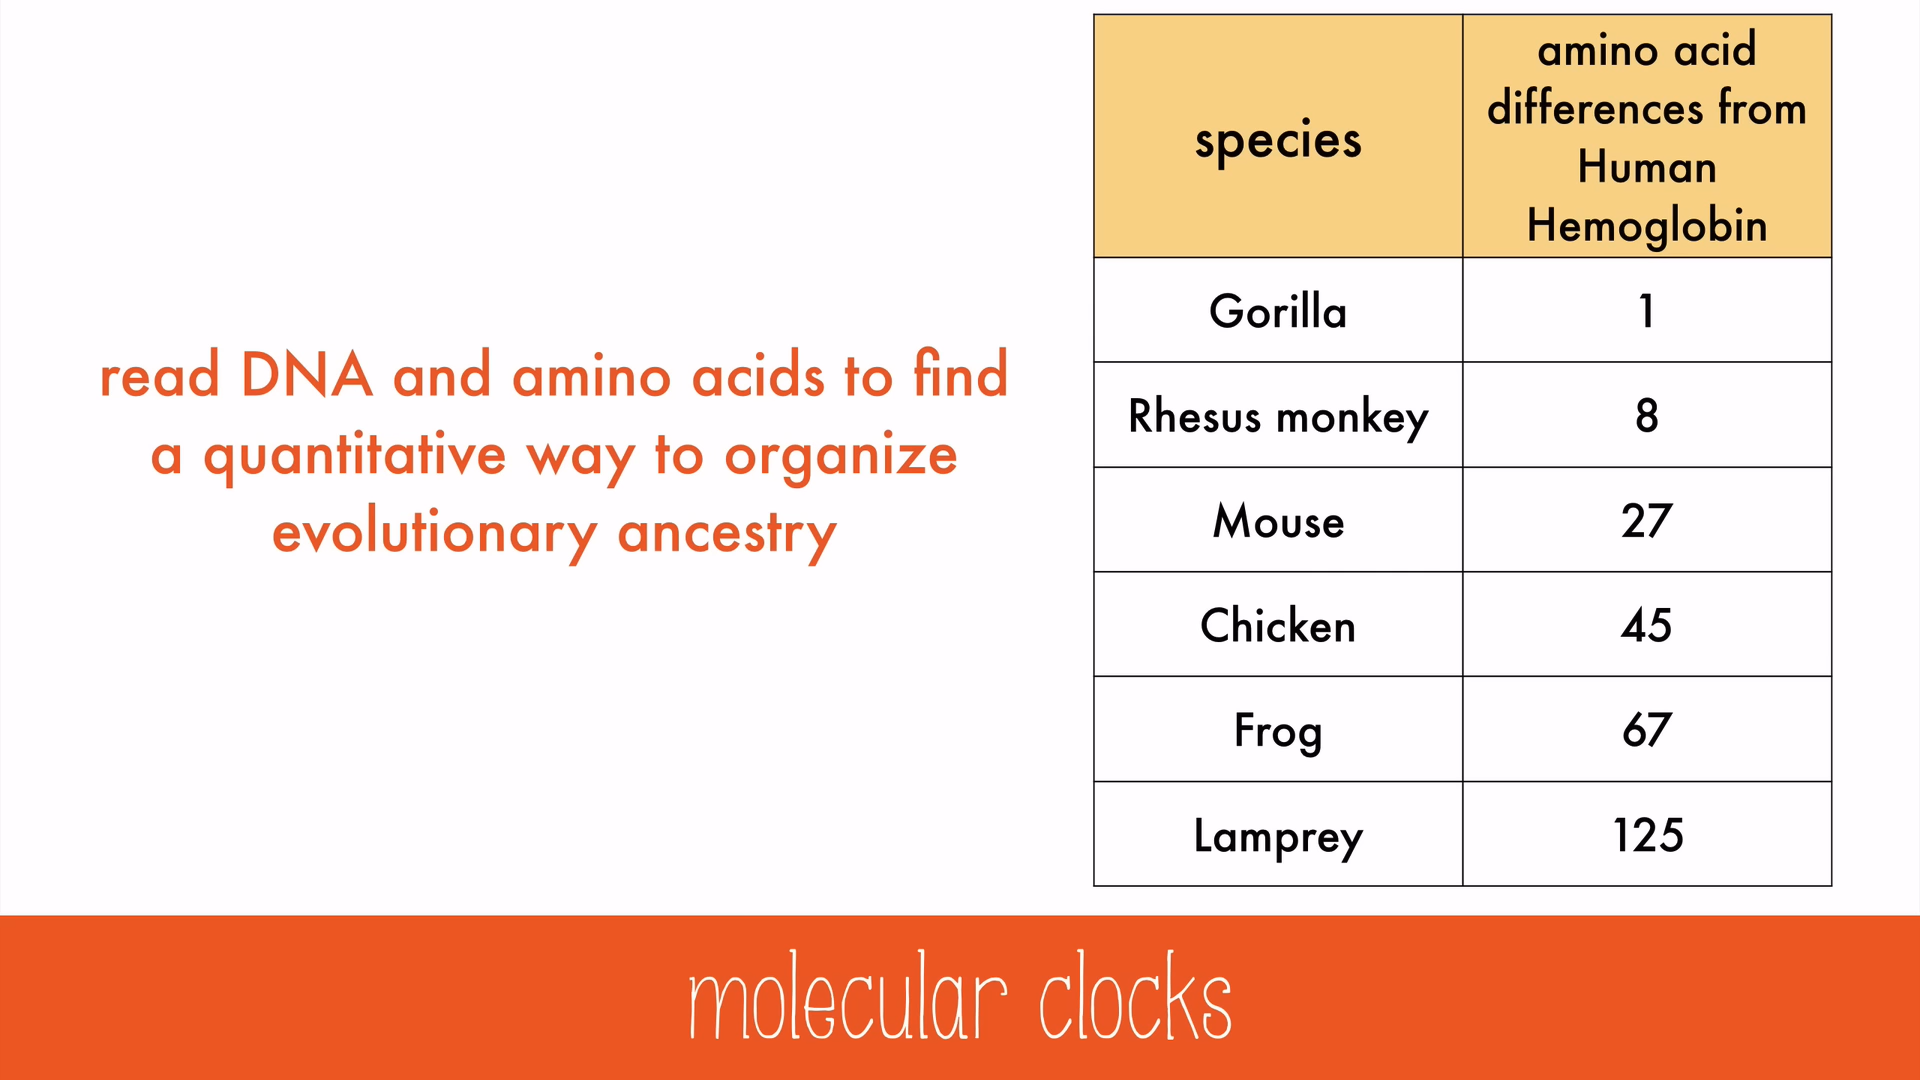 read DNA and amino acids to find
a quantitative way to organize
evolutionary ancestry
species
amino acid
differences from
Human
Hemoglobin
Gorilla 1
Rhesus monkey 8
Mouse 27
Chicken 45
Frog 67
Lamprey 125
molecular clocks